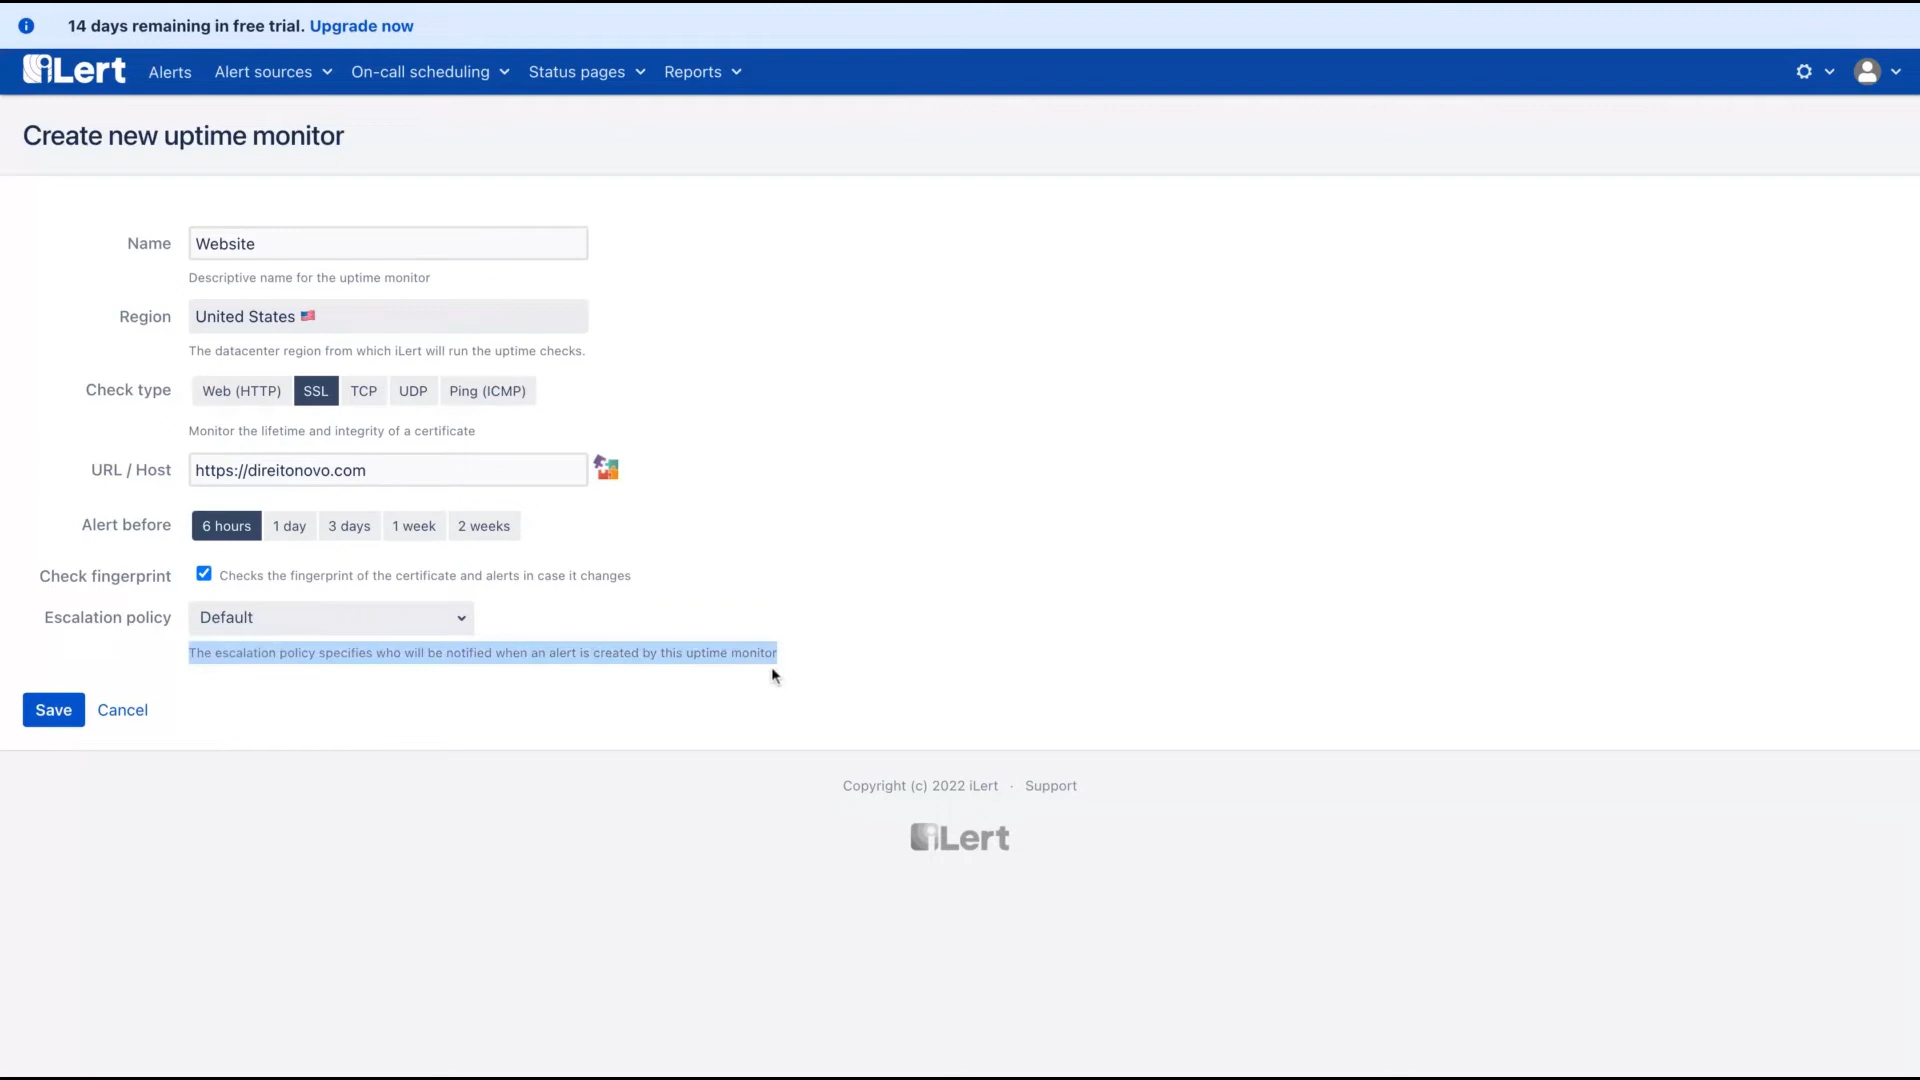 14 days remaining in free trial. Upgrade now
iLert Alerts Alert sources On-call scheduling Status pages Reports
Create new uptime monitor
Name Website
Descriptive name for the uptime monitor
Region United States
The datacenter region from which iLert will run the uptime checks.
Check type Web (HTTP) SSL TCP UDP Ping (ICMP)
Monitor the lifetime and integrity of a certificate
URL / Host https://direitonovo.com
Alert before 6 hours 1 day 3 days 1 week 2 weeks
Check fingerprint Checks the fingerprint of the certificate and alerts in case it changes
Escalation policy Default
The escalation policy specifies who will be notified when an alert is created by this uptime monitor
Save Cancel
Copyright (c) 2022 iLert · Support
iLert